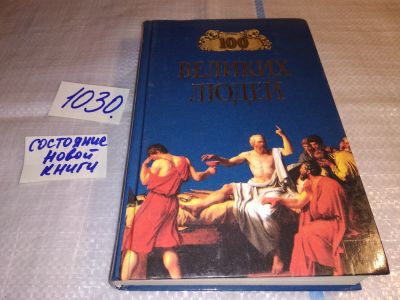 100
ВЕЛИКИХ
ЛЮДЕЙ
1030.
состояние
новой
книги